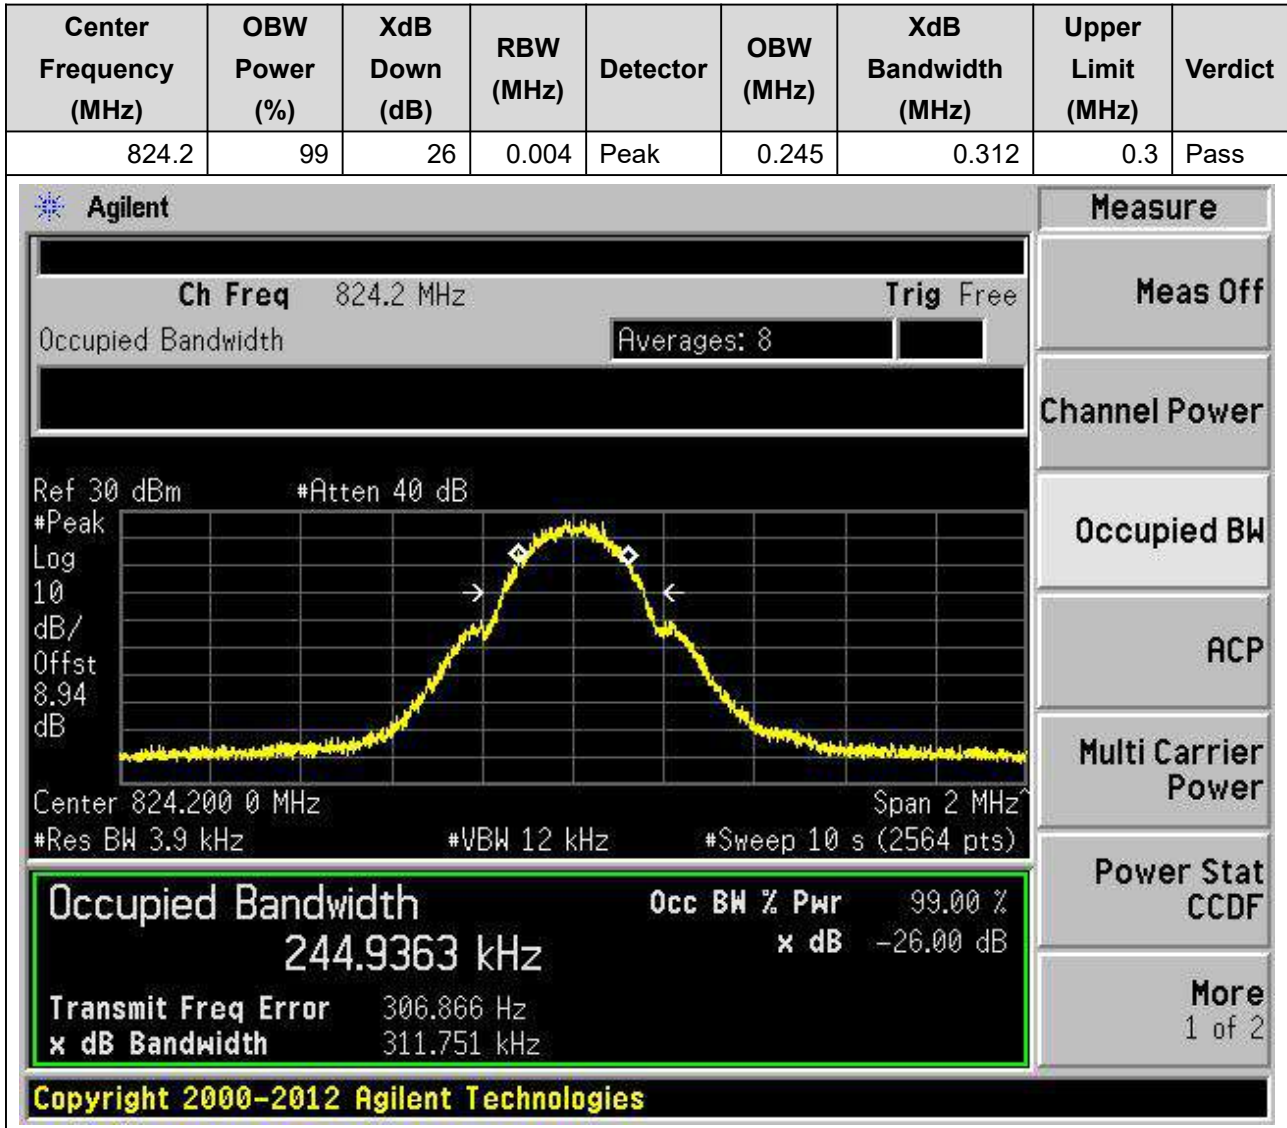 Center Frequency (MHz) OBW Power (%) XdB Down (dB) RBW (MHz) Detector OBW (MHz) XdB Bandwidth (MHz) Upper Limit (MHz) Verdict
824.2 99 26 0.004 Peak 0.245 0.312 0.3 Pass
Agilent
Measure
Ch Freq 824.2 MHz Trig Free
Meas Off
Occupied Bandwidth Averages: 8
Channel Power
Ref 30 dBm #Atten 40 dB
#Peak
Log
10
dB/
Offst
8.94
dB
Occupied BW
ACP
Multi Carrier
Power
Center 824.200 0 MHz Span 2 MHz^
#Res BW 3.9 kHz #VBW 12 kHz #Sweep 10 s (2564 pts)
Power Stat
CCDF
Occupied Bandwidth Occ BW % Pwr 99.00 %
244.9363 kHz x dB -26.00 dB
Transmit Freq Error 306.866 Hz
x dB Bandwidth 311.751 kHz
More
1 of 2
Copyright 2000-2012 Agilent Technologies